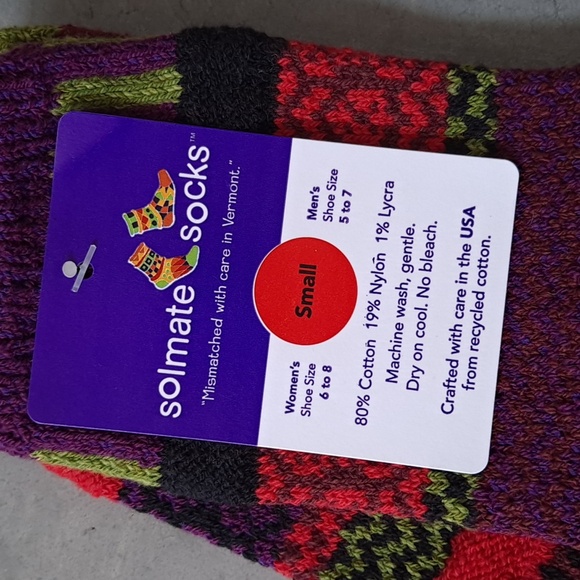 solmate
socks™
"Mismatched with care in Vermont."
Women's
Shoe Size
6 to 8
Small
Men's
Shoe Size
5 to 7
80% Cotton 19% Nylon 1% Lycra
Machine wash, gentle.
Dry on cool. No bleach.
Crafted with care in the USA
from recycled cotton.